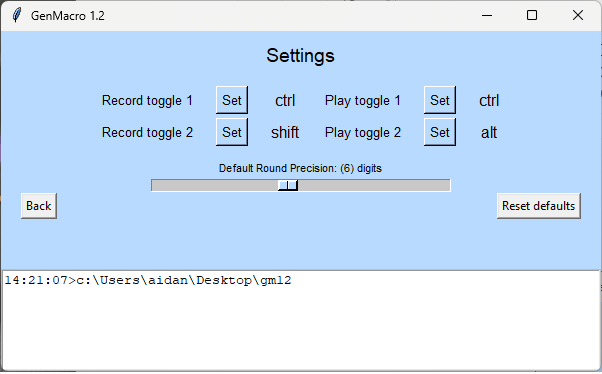 GenMacro 1.2
Settings
Record toggle 1 Set ctrl Play toggle 1 Set ctrl
Record toggle 2 Set shift Play toggle 2 Set alt
Default Round Precision: (6) digits
Back Reset defaults
14:21:07>c:\Users\aidan\Desktop\gm12